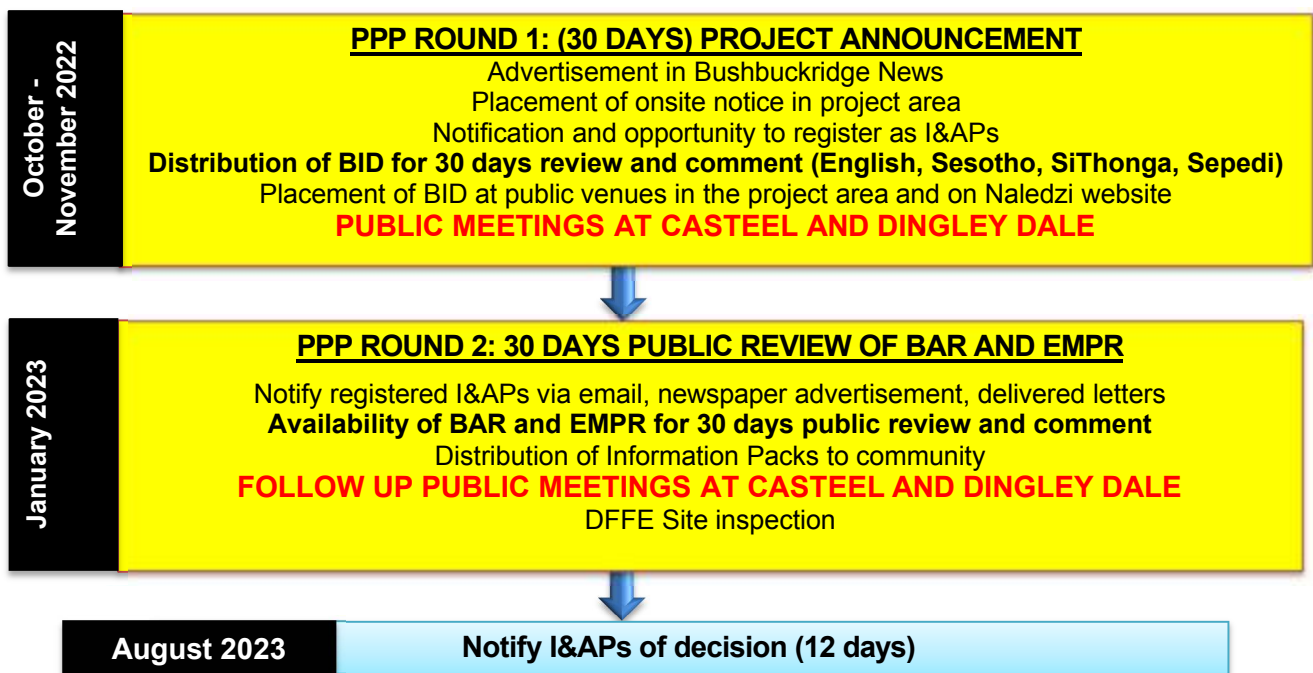 October -
November 2022
PPP ROUND 1: (30 DAYS) PROJECT ANNOUNCEMENT
Advertisement in Bushbuckridge News
Placement of onsite notice in project area
Notification and opportunity to register as I&APs
Distribution of BID for 30 days review and comment (English, Sesotho, SiThonga, Sepedi)
Placement of BID at public venues in the project area and on Naledzi website
PUBLIC MEETINGS AT CASTEEL AND DINGLEY DALE
January 2023
PPP ROUND 2: 30 DAYS PUBLIC REVIEW OF BAR AND EMPR
Notify registered I&APs via email, newspaper advertisement, delivered letters
Availability of BAR and EMPR for 30 days public review and comment
Distribution of Information Packs to community
FOLLOW UP PUBLIC MEETINGS AT CASTEEL AND DINGLEY DALE
DFFE Site inspection
August 2023
Notify I&APs of decision (12 days)